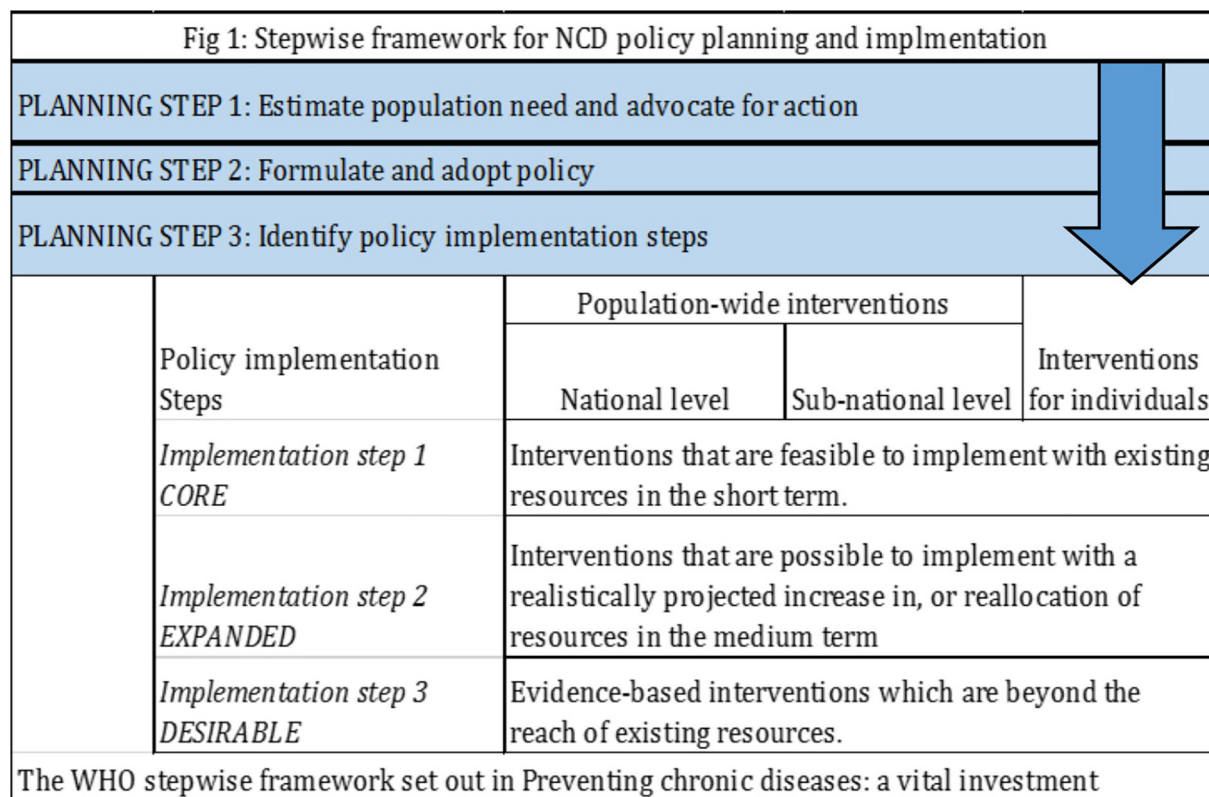 Fig 1: Stepwise framework for NCD policy planning and implmentation
PLANNING STEP 1: Estimate population need and advocate for action
PLANNING STEP 2: Formulate and adopt policy
PLANNING STEP 3: Identify policy implementation steps
Policy implementation
Steps
Population-wide interventions
National level
Sub-national level
Interventions
for individuals
Implementation step 1
CORE
Interventions that are feasible to implement with existing
resources in the short term.
Implementation step 2
EXPANDED
Interventions that are possible to implement with a
realistically projected increase in, or reallocation of
resources in the medium term
Implementation step 3
DESIRABLE
Evidence-based interventions which are beyond the
reach of existing resources.
The WHO stepwise framework set out in Preventing chronic diseases: a vital investment